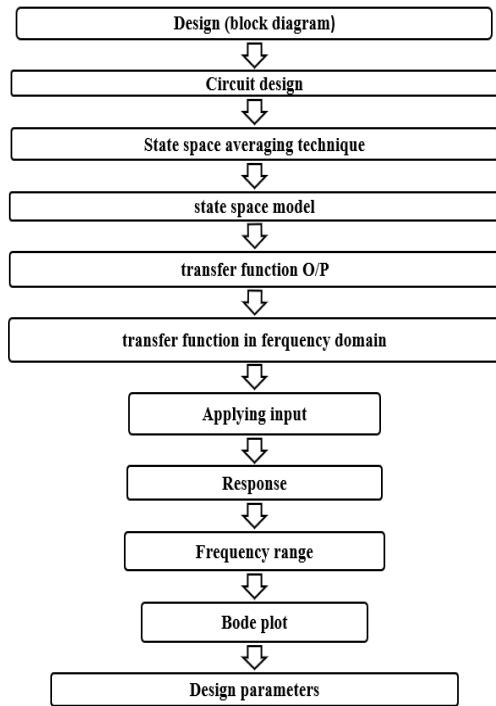 Design (block diagram)
Circuit design
State space averaging technique
state space model
transfer function O/P
transfer function in ferquency domain
Applying input
Response
Frequency range
Bode plot
Design parameters